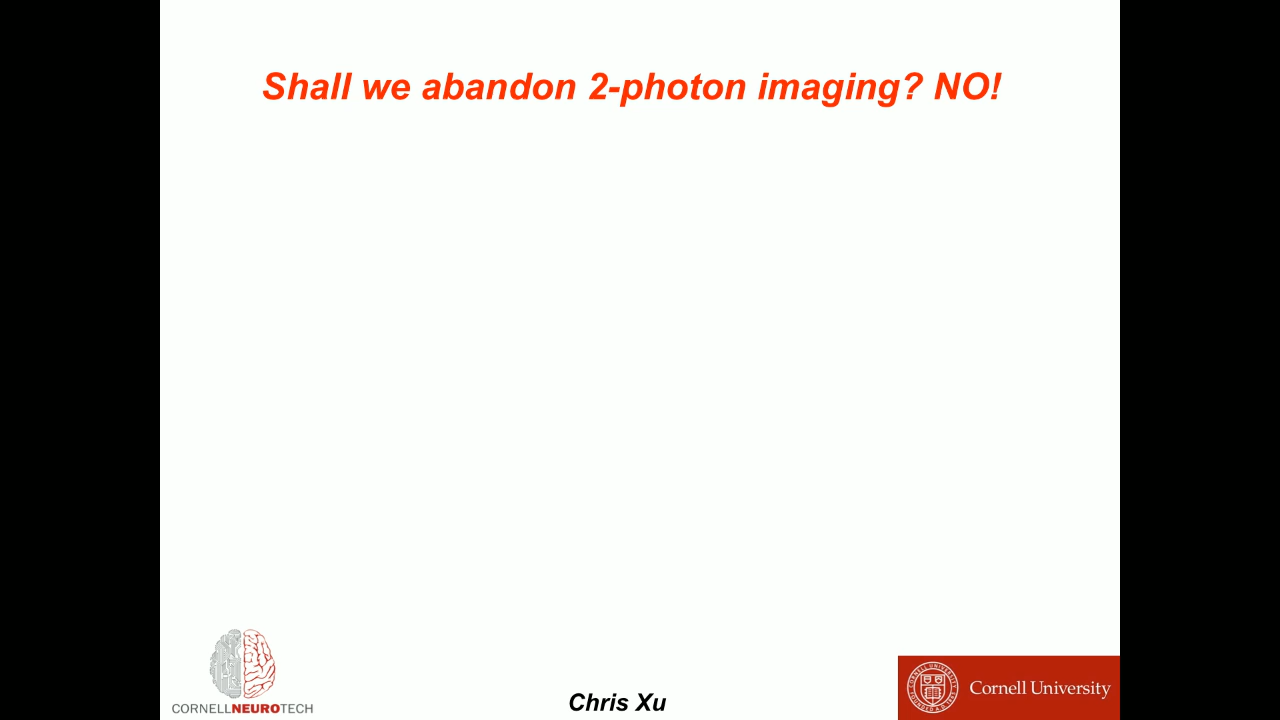 Shall we abandon 2-photon imaging? NO!
CORNELLNEUROTECH
Chris Xu
Cornell University